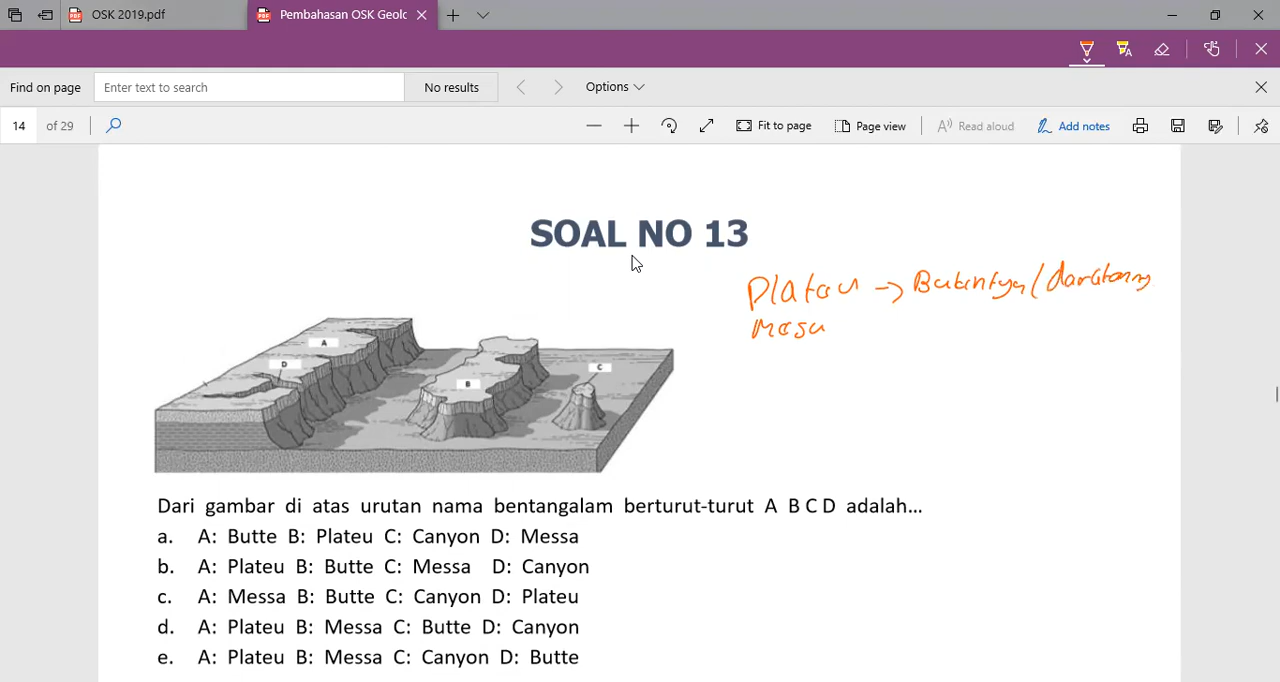 OSK 2019.pdf
Pembahasan OSK Geolo
Find on page
Enter text to search
No results
Options
14 of 29
Fit to page
Page view
Read aloud
Add notes
SOAL NO 13
Plateau →
Mesa
A
D
B
C
Dari gambar di atas urutan nama bentangalam berturut-turut A B C D adalah...
a. A: Butte B: Plateu C: Canyon D: Messa
b. A: Plateu B: Butte C: Messa D: Canyon
c. A: Messa B: Butte C: Canyon D: Plateu
d. A: Plateu B: Messa C: Butte D: Canyon
e. A: Plateu B: Messa C: Canyon D: Butte